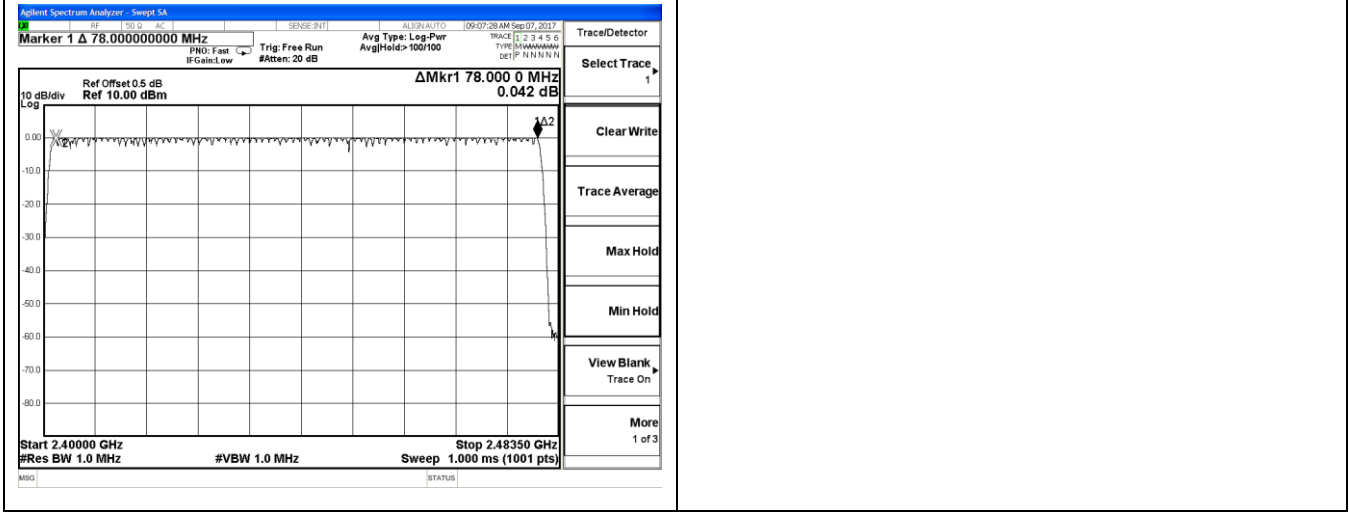 Agilent Spectrum Analyzer - Swept SA
RF 50 Ω AC SENSE:INT ALIGNAUTO 09:07:28 AM Sep 07, 2017
Marker 1 Δ 78.000000000 MHz
PNO: Fast
IFGain:Low
Trig: Free Run
#Atten: 20 dB
Avg Type: Log-Pwr
Avg|Hold:>100/100
TRACE 1 2 3 4 5 6
TYPE MWWWWW
DET P N N N N N
ΔMkr1 78.000 0 MHz
0.042 dB
Ref Offset 0.5 dB
10 dB/div Ref 10.00 dBm
Log
1Δ2
0.00
2
-10.0
-20.0
-30.0
-40.0
-50.0
-60.0
-70.0
-80.0
Start 2.40000 GHz Stop 2.48350 GHz
#Res BW 1.0 MHz #VBW 1.0 MHz Sweep 1.000 ms (1001 pts)
MSG STATUS
Trace/Detector
Select Trace
1
Clear Write
Trace Average
Max Hold
Min Hold
View Blank
Trace On
More
1 of 3